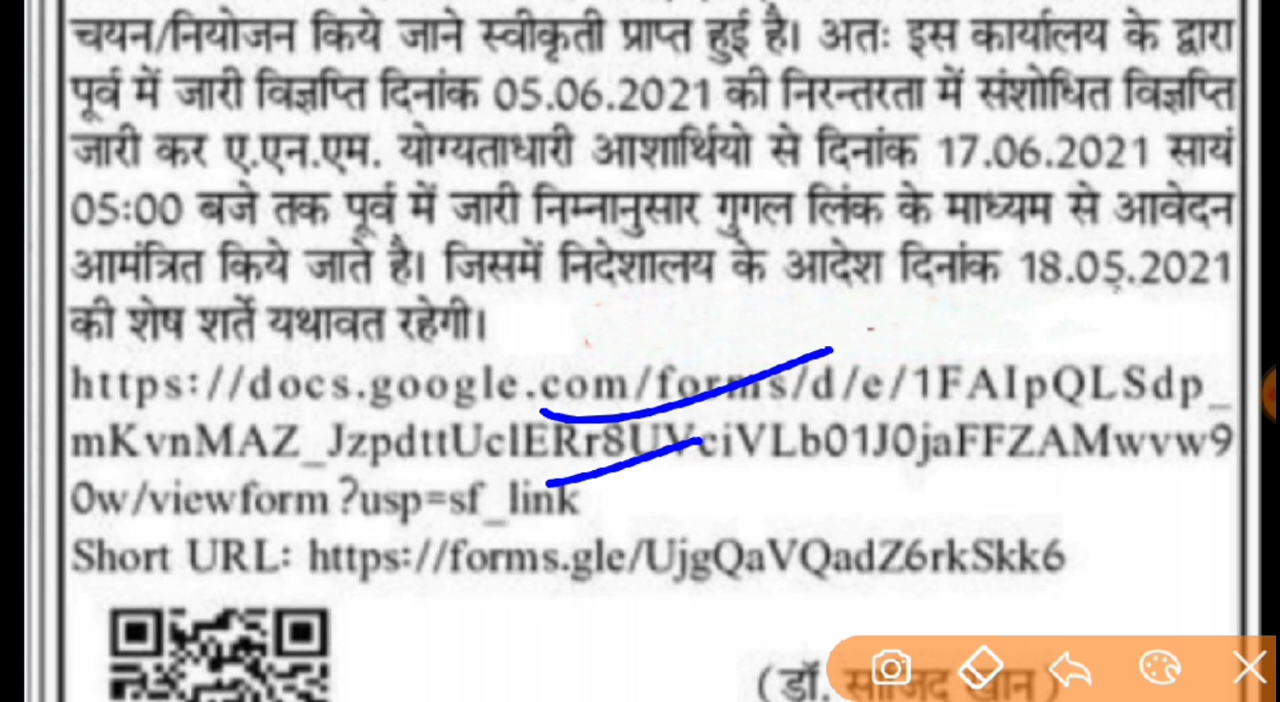 चयन/नियोजन किये जाने स्वीकृती प्राप्त हुई है। अतः इस कार्यालय के द्वारा
पूर्व में जारी विज्ञप्ति दिनांक 05.06.2021 की निरन्तरता में संशोधित विज्ञप्ति
जारी कर ए.एन.एम. योग्यताधारी आशार्थियो से दिनांक 17.06.2021 सायं
05:00 बजे तक पूर्व में जारी निम्नानुसार गुगल लिंक के माध्यम से आवेदन
आमंत्रित किये जाते है। जिसमें निदेशालय के आदेश दिनांक 18.05.2021
की शेष शर्ते यथावत रहेगी।
https://docs.google.com/forms/d/e/1FAIpQLSdp_
mKvnMAZ_JzpdttUclERr8UVciVLb01J0jaFFZAMwvw9
0w/viewform?usp=sf_link
Short URL: https://forms.gle/UjgQaVQadZ6rkSkk6
(डॉ. साजिद खान)